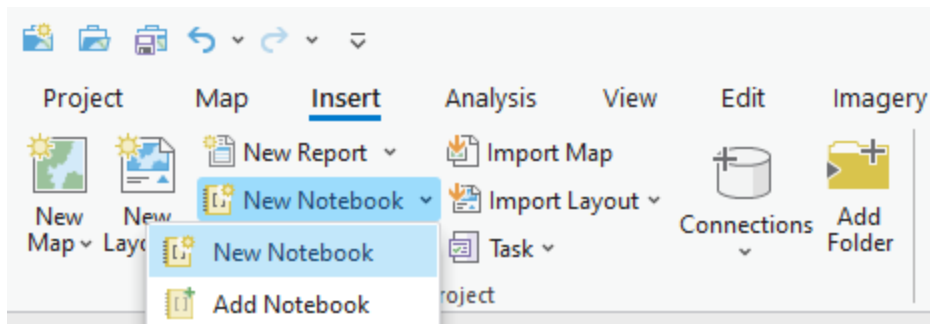 Project Map Insert Analysis View Edit Imagery
New Report
Import Map
New Notebook
Import Layout
New
Map
New
Connections
Add
Folder
New Notebook
Task
Add Notebook